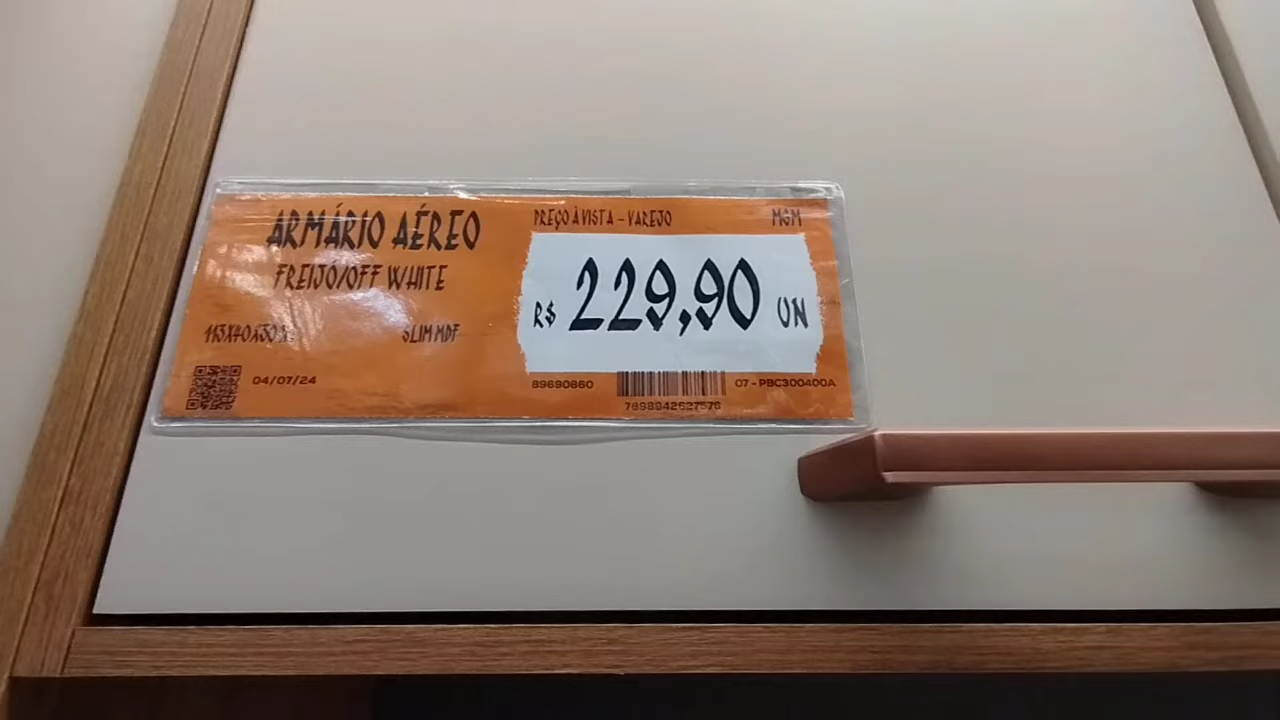 ARMÁRIO AÉREO
FREIJÓ/OFF WHITE
SLIM MDF
04/07/24
PREÇO À VISTA - VAREJO
MGM
R$ 229,90 UN
89690860
07 - PBC300400A